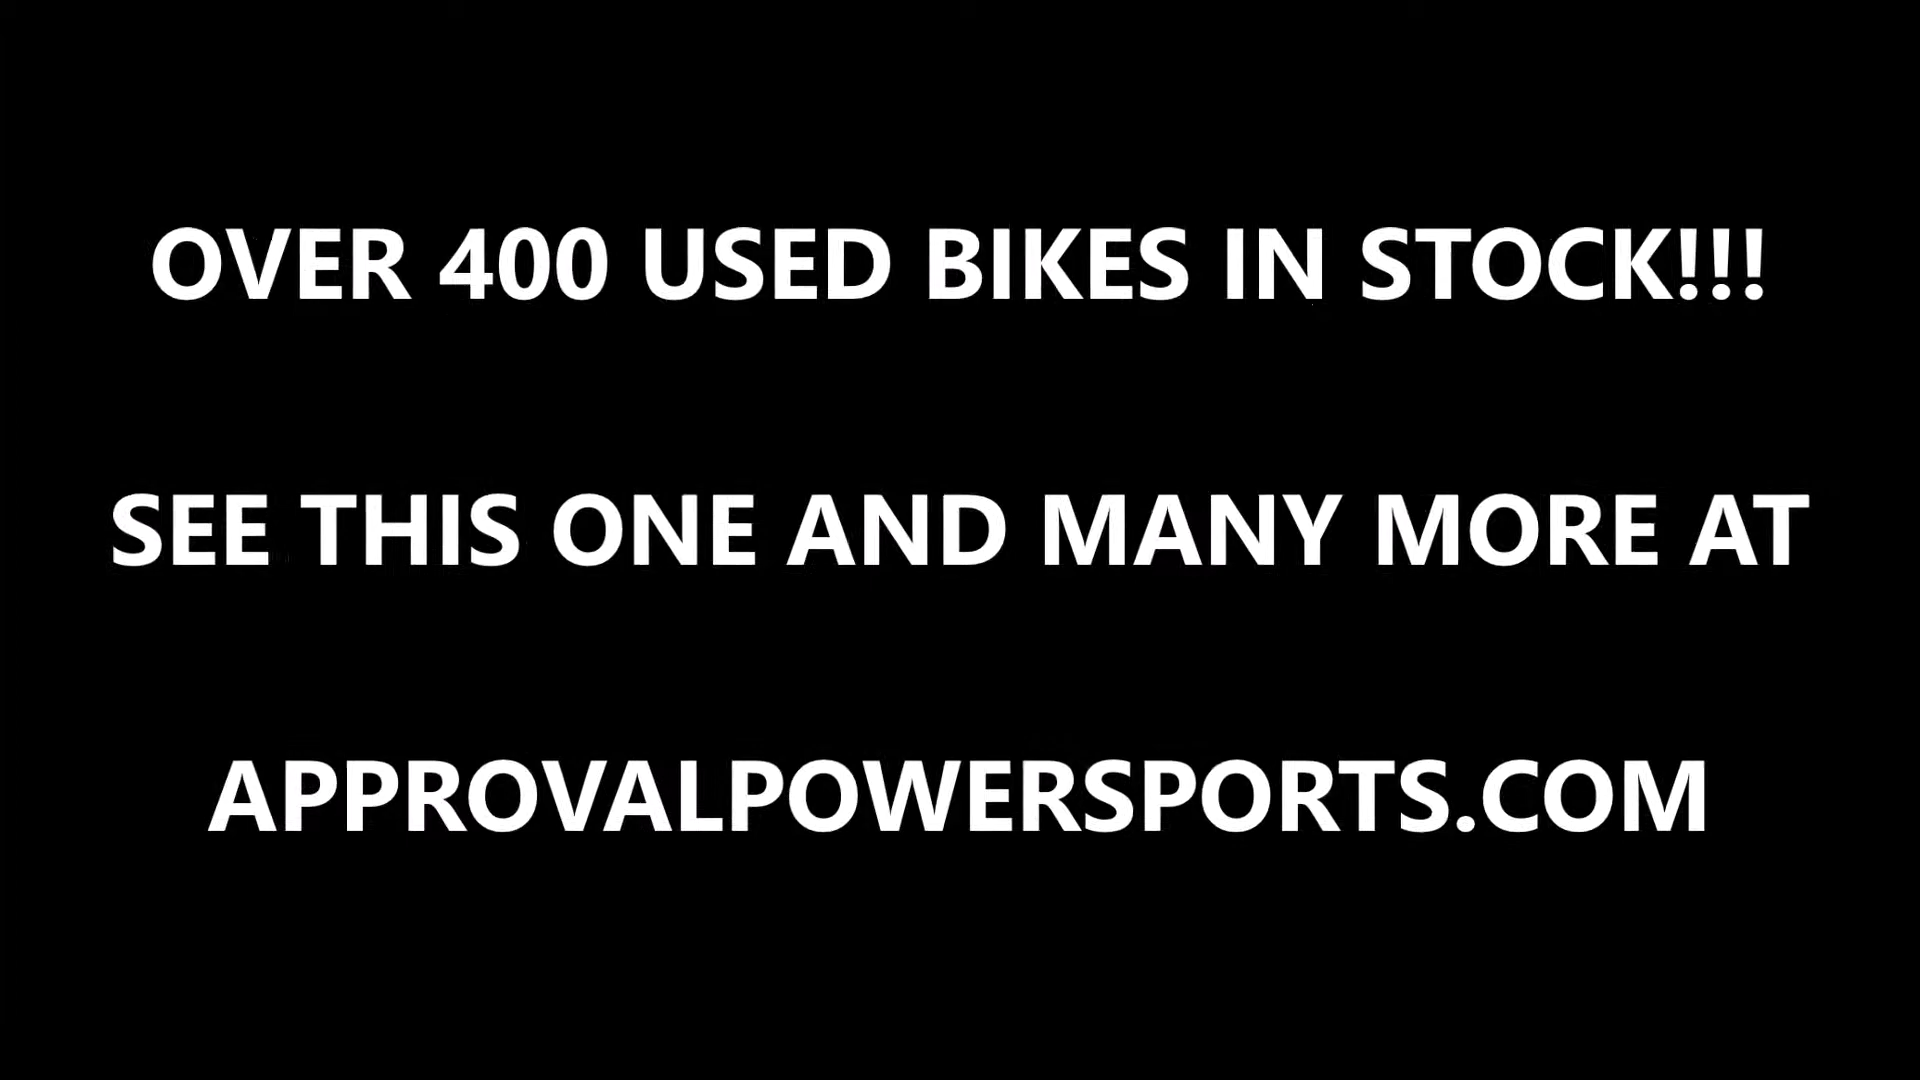 OVER 400 USED BIKES IN STOCK!!!
SEE THIS ONE AND MANY MORE AT
APPROVALPOWERSPORTS.COM